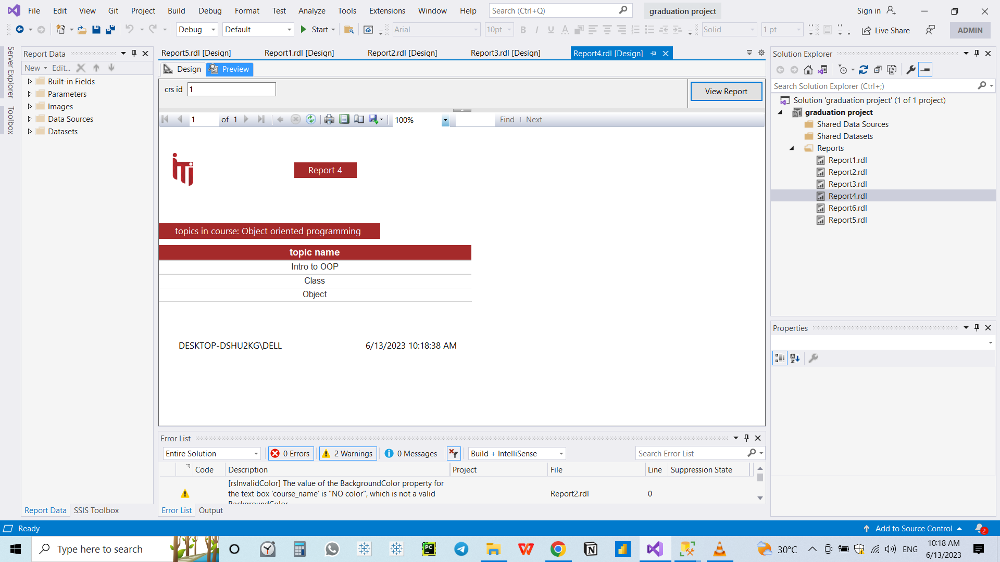 File Edit View Git Project Build Debug Format Test Analyze Tools Extensions Window Help Search (Ctrl+Q) graduation project Sign in
Debug Default Start Arial 10pt B I U A Solid 1 pt Live Share ADMIN
Server Explorer
Toolbox
Report Data
New Edit...
Built-in Fields
Parameters
Images
Data Sources
Datasets
Report Data SSIS Toolbox
Report5.rdl [Design] Report1.rdl [Design] Report2.rdl [Design] Report3.rdl [Design] Report4.rdl [Design]
Design Preview
crs id 1 View Report
1 of 1 100% Find Next
iTi
Report 4
topics in course: Object oriented programming
topic name
Intro to OOP
Class
Object
DESKTOP-DSHU2KG\DELL 6/13/2023 10:18:38 AM
Error List
Entire Solution 0 Errors 2 Warnings 0 Messages Build + IntelliSense Search Error List
Code Description Project File Line Suppression State
[rsInvalidColor] The value of the BackgroundColor property for
the text box 'course_name' is "NO color", which is not a valid Report2.rdl 0
BackgroundColor.
Error List Output
Solution Explorer
Search Solution Explorer (Ctrl+;)
Solution 'graduation project' (1 of 1 project)
graduation project
Shared Data Sources
Shared Datasets
Reports
Report1.rdl
Report2.rdl
Report3.rdl
Report4.rdl
Report6.rdl
Report5.rdl
Properties
Ready Add to Source Control 2
Type here to search PC 30°C ENG 10:18 AM
6/13/2023